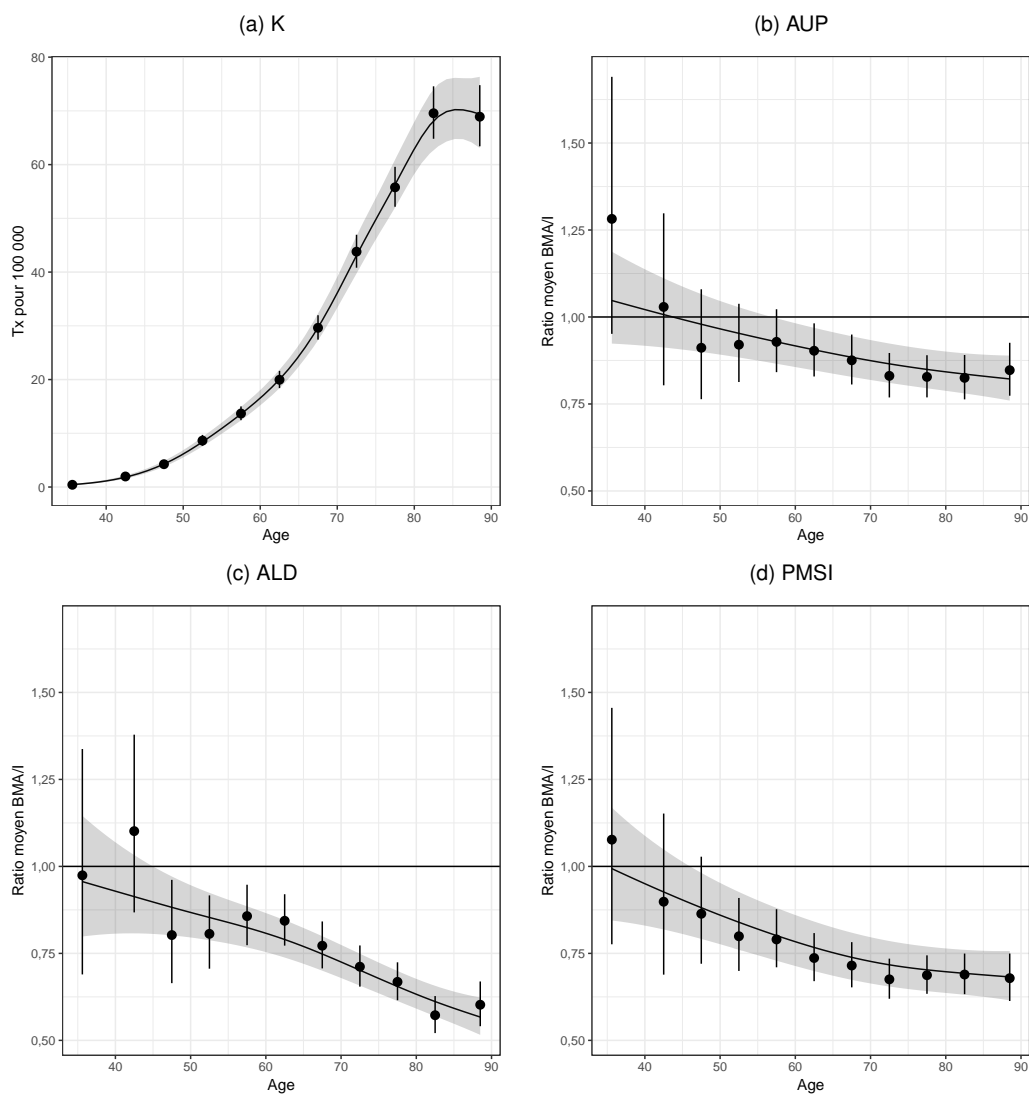 (a) K
Tx pour 100 000
80
60
40
20
0
40 50 60 70 80 90
Age
(b) AUP
Ratio moyen BMA/I
1,50
1,25
1,00
0,75
0,50
40 50 60 70 80 90
Age
(c) ALD
Ratio moyen BMA/I
1,50
1,25
1,00
0,75
0,50
40 50 60 70 80 90
Age
(d) PMSI
Ratio moyen BMA/I
1,50
1,25
1,00
0,75
0,50
40 50 60 70 80 90
Age